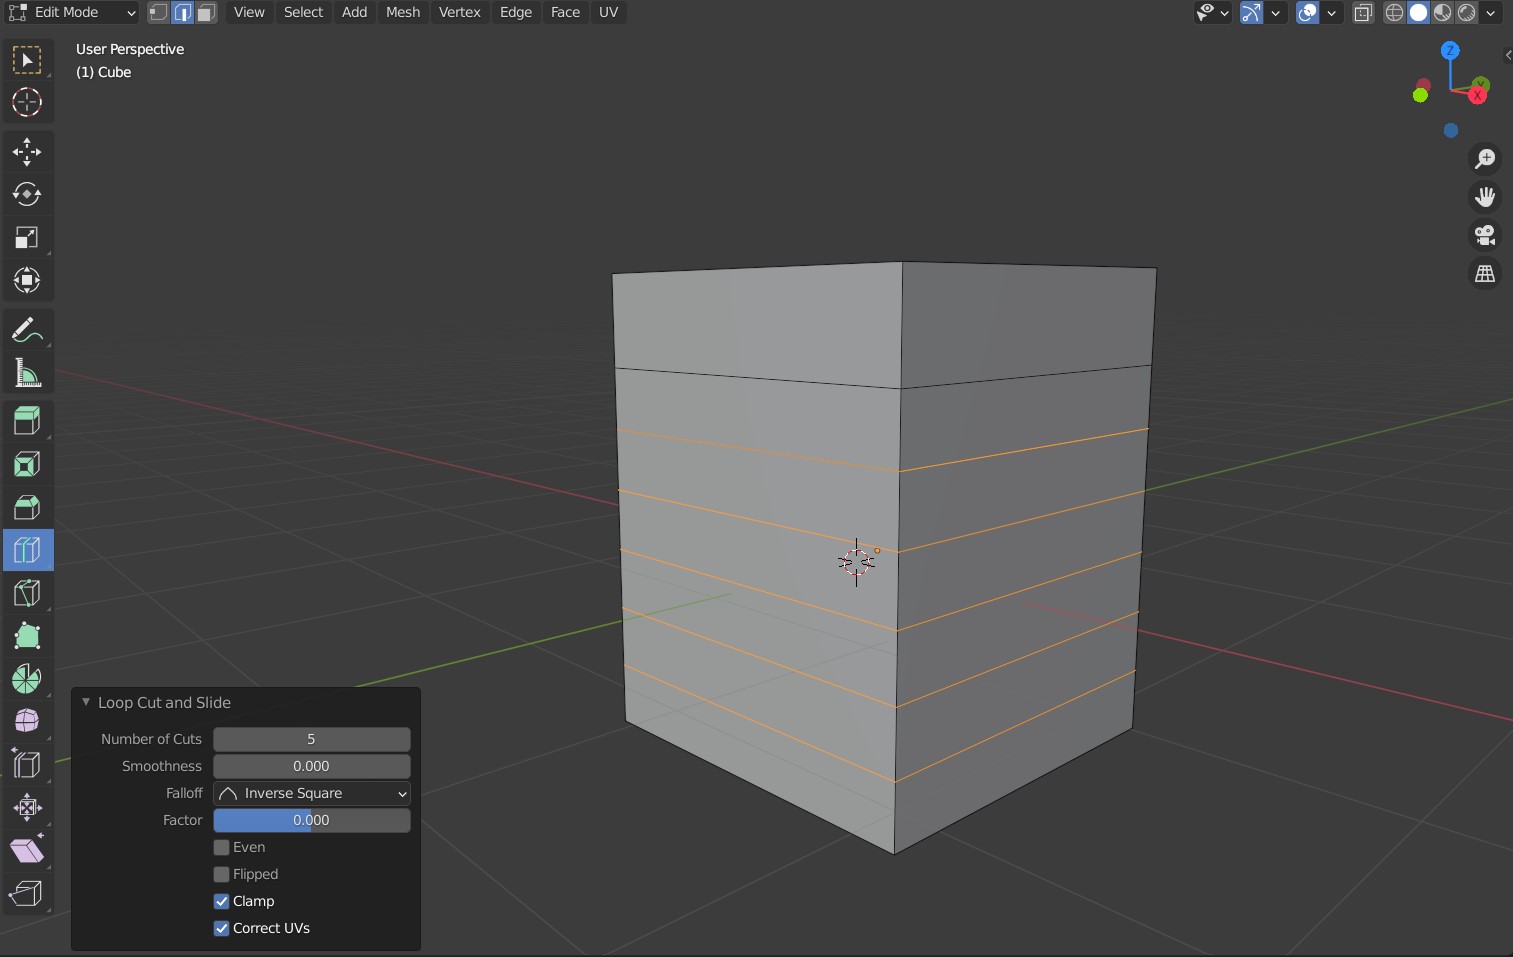 Edit Mode View Select Add Mesh Vertex Edge Face UV
User Perspective
(1) Cube
Z
Y
X
Loop Cut and Slide
Number of Cuts 5
Smoothness 0.000
Falloff Inverse Square
Factor 0.000
Even
Flipped
Clamp
Correct UVs